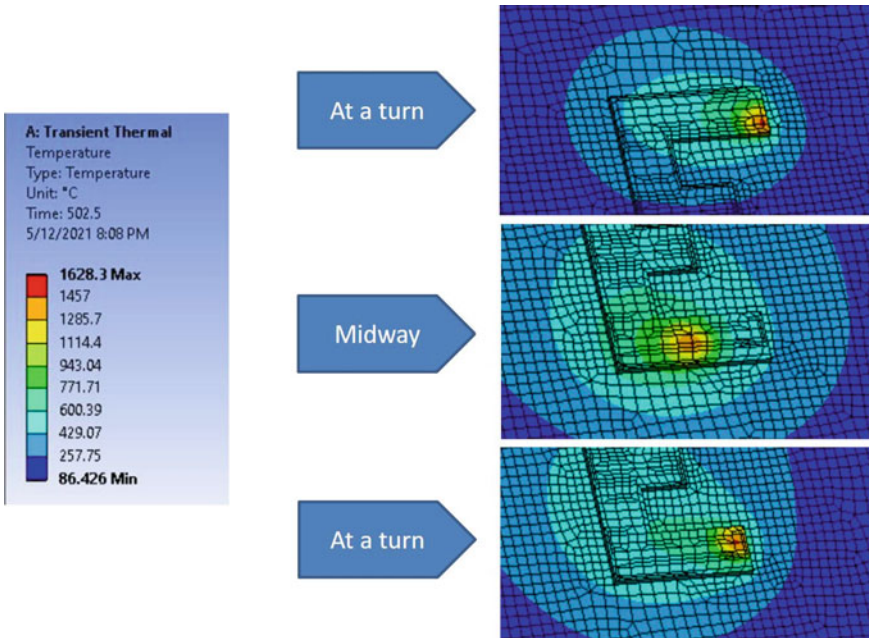 At a turn
A: Transient Thermal
Temperature
Type: Temperature
Unit: °C
Time: 502.5
5/12/2021 8:08 PM
1628.3 Max
1457
1285.7
1114.4
943.04
771.71
600.39
429.07
257.75
86.426 Min
Midway
At a turn